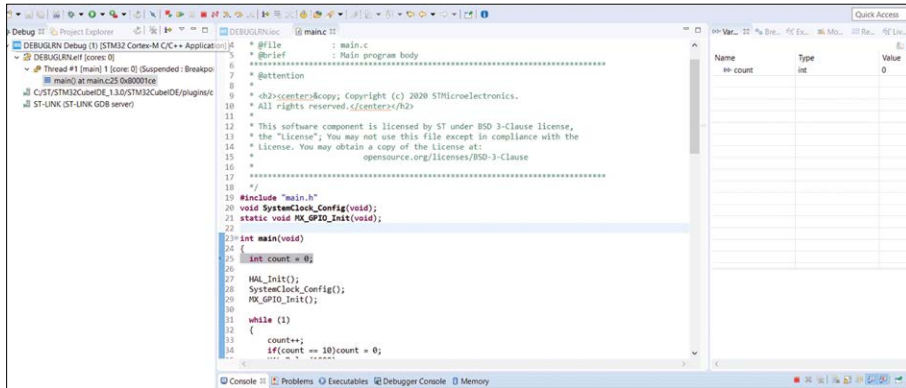 Quick Access
Debug
Project Explorer
DEBUGLRN Debug (1) [STM32 Cortex-M C/C++ Application]
DEBUGLRN.elf [cores: 0]
Thread #1 [main] 1 [core: 0] (Suspended : Breakpoi
main() at main.c:25 0x80001ce
C:/ST/STM32CubeIDE_1.3.0/STM32CubeIDE/plugins/c
ST-LINK (ST-LINK GDB server)
DEBUGLRN.ioc
main.c
4 * @file : main.c
5 * @brief : Main program body
6 ******************************************************************************
7 * @attention
8 *
9 * <h2><center>&copy; Copyright (c) 2020 STMicroelectronics.
10 * All rights reserved.</center></h2>
11 *
12 * This software component is licensed by ST under BSD 3-Clause license,
13 * the "License"; You may not use this file except in compliance with the
14 * License. You may obtain a copy of the License at:
15 * opensource.org/licenses/BSD-3-Clause
16 *
17 ******************************************************************************
18 */
19 #include "main.h"
20 void SystemClock_Config(void);
21 static void MX_GPIO_Init(void);
22
23 int main(void)
24 {
25 int count = 0;
26
27 HAL_Init();
28 SystemClock_Config();
29 MX_GPIO_Init();
30
31 while (1)
32 {
33 count++;
34 if(count == 10)count = 0;
Var...
Bre...
Ex...
Mo...
Re...
Liv...
Name Type Value
count int 0
Console
Problems
Executables
Debugger Console
Memory